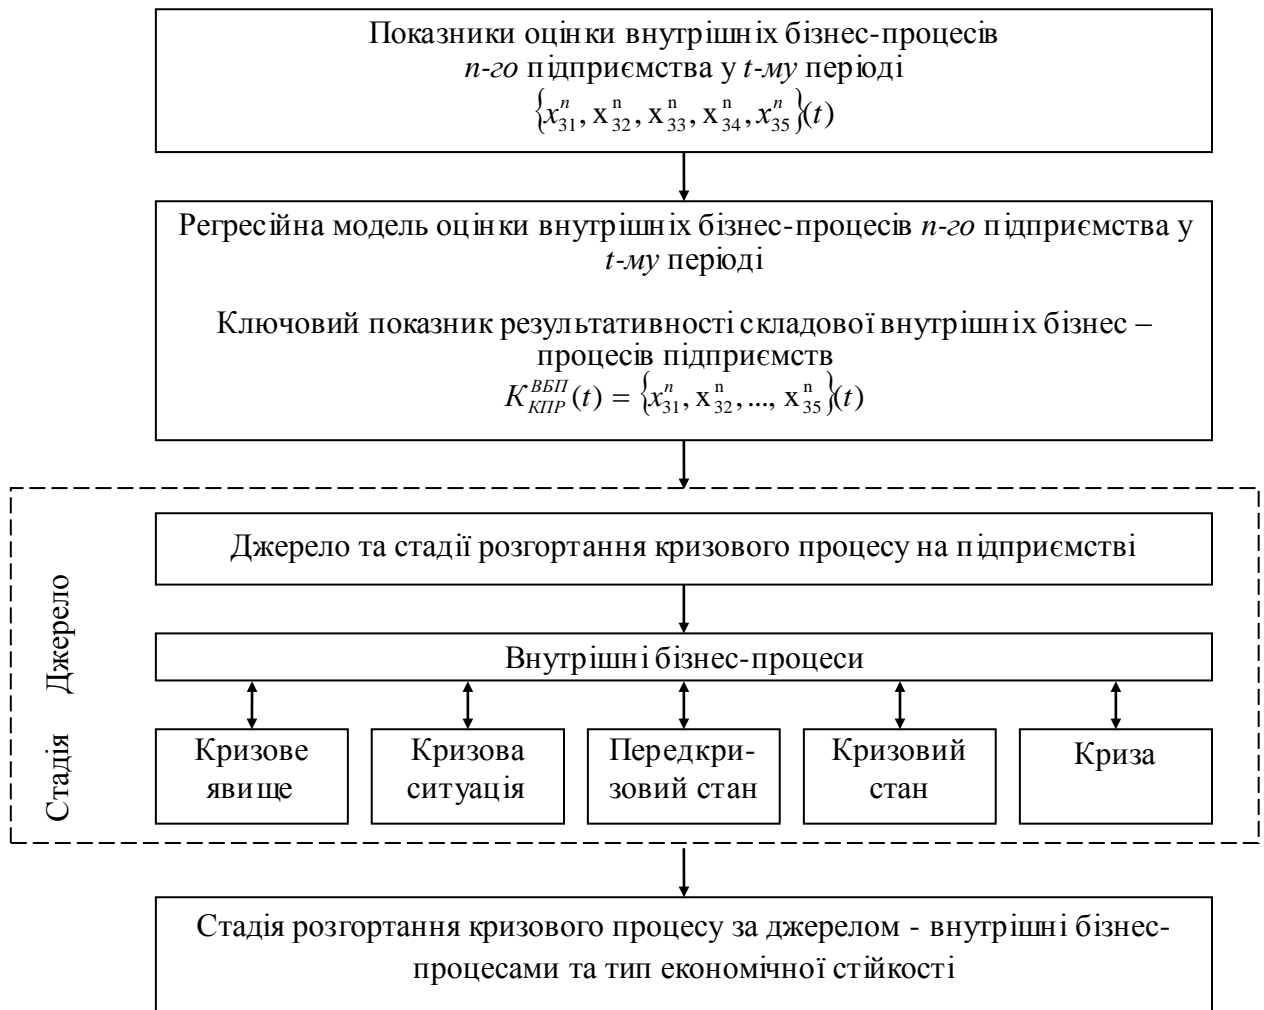 Показники оцінки внутрішніх бізнес-процесів
n-го підприємства у t-му періоді
{x₃₁ⁿ, x₃₂ⁿ, x₃₃ⁿ, x₃₄ⁿ, x₃₅ⁿ}(t)
Регресійна модель оцінки внутрішніх бізнес-процесів n-го підприємства у
t-му періоді
Ключовий показник результативності складової внутрішніх бізнес –
процесів підприємств
K_{КПР}^{ВБП}(t) = {x₃₁ⁿ, x₃₂ⁿ, ..., x₃₅ⁿ}(t)
Джерело
Джерело та стадії розгортання кризового процесу на підприємстві
Внутрішні бізнес-процеси
Стадія
Кризове
явище
Кризова
ситуація
Передкри-
зовий стан
Кризовий
стан
Криза
Стадія розгортання кризового процесу за джерелом - внутрішні бізнес-
процесами та тип економічної стійкості